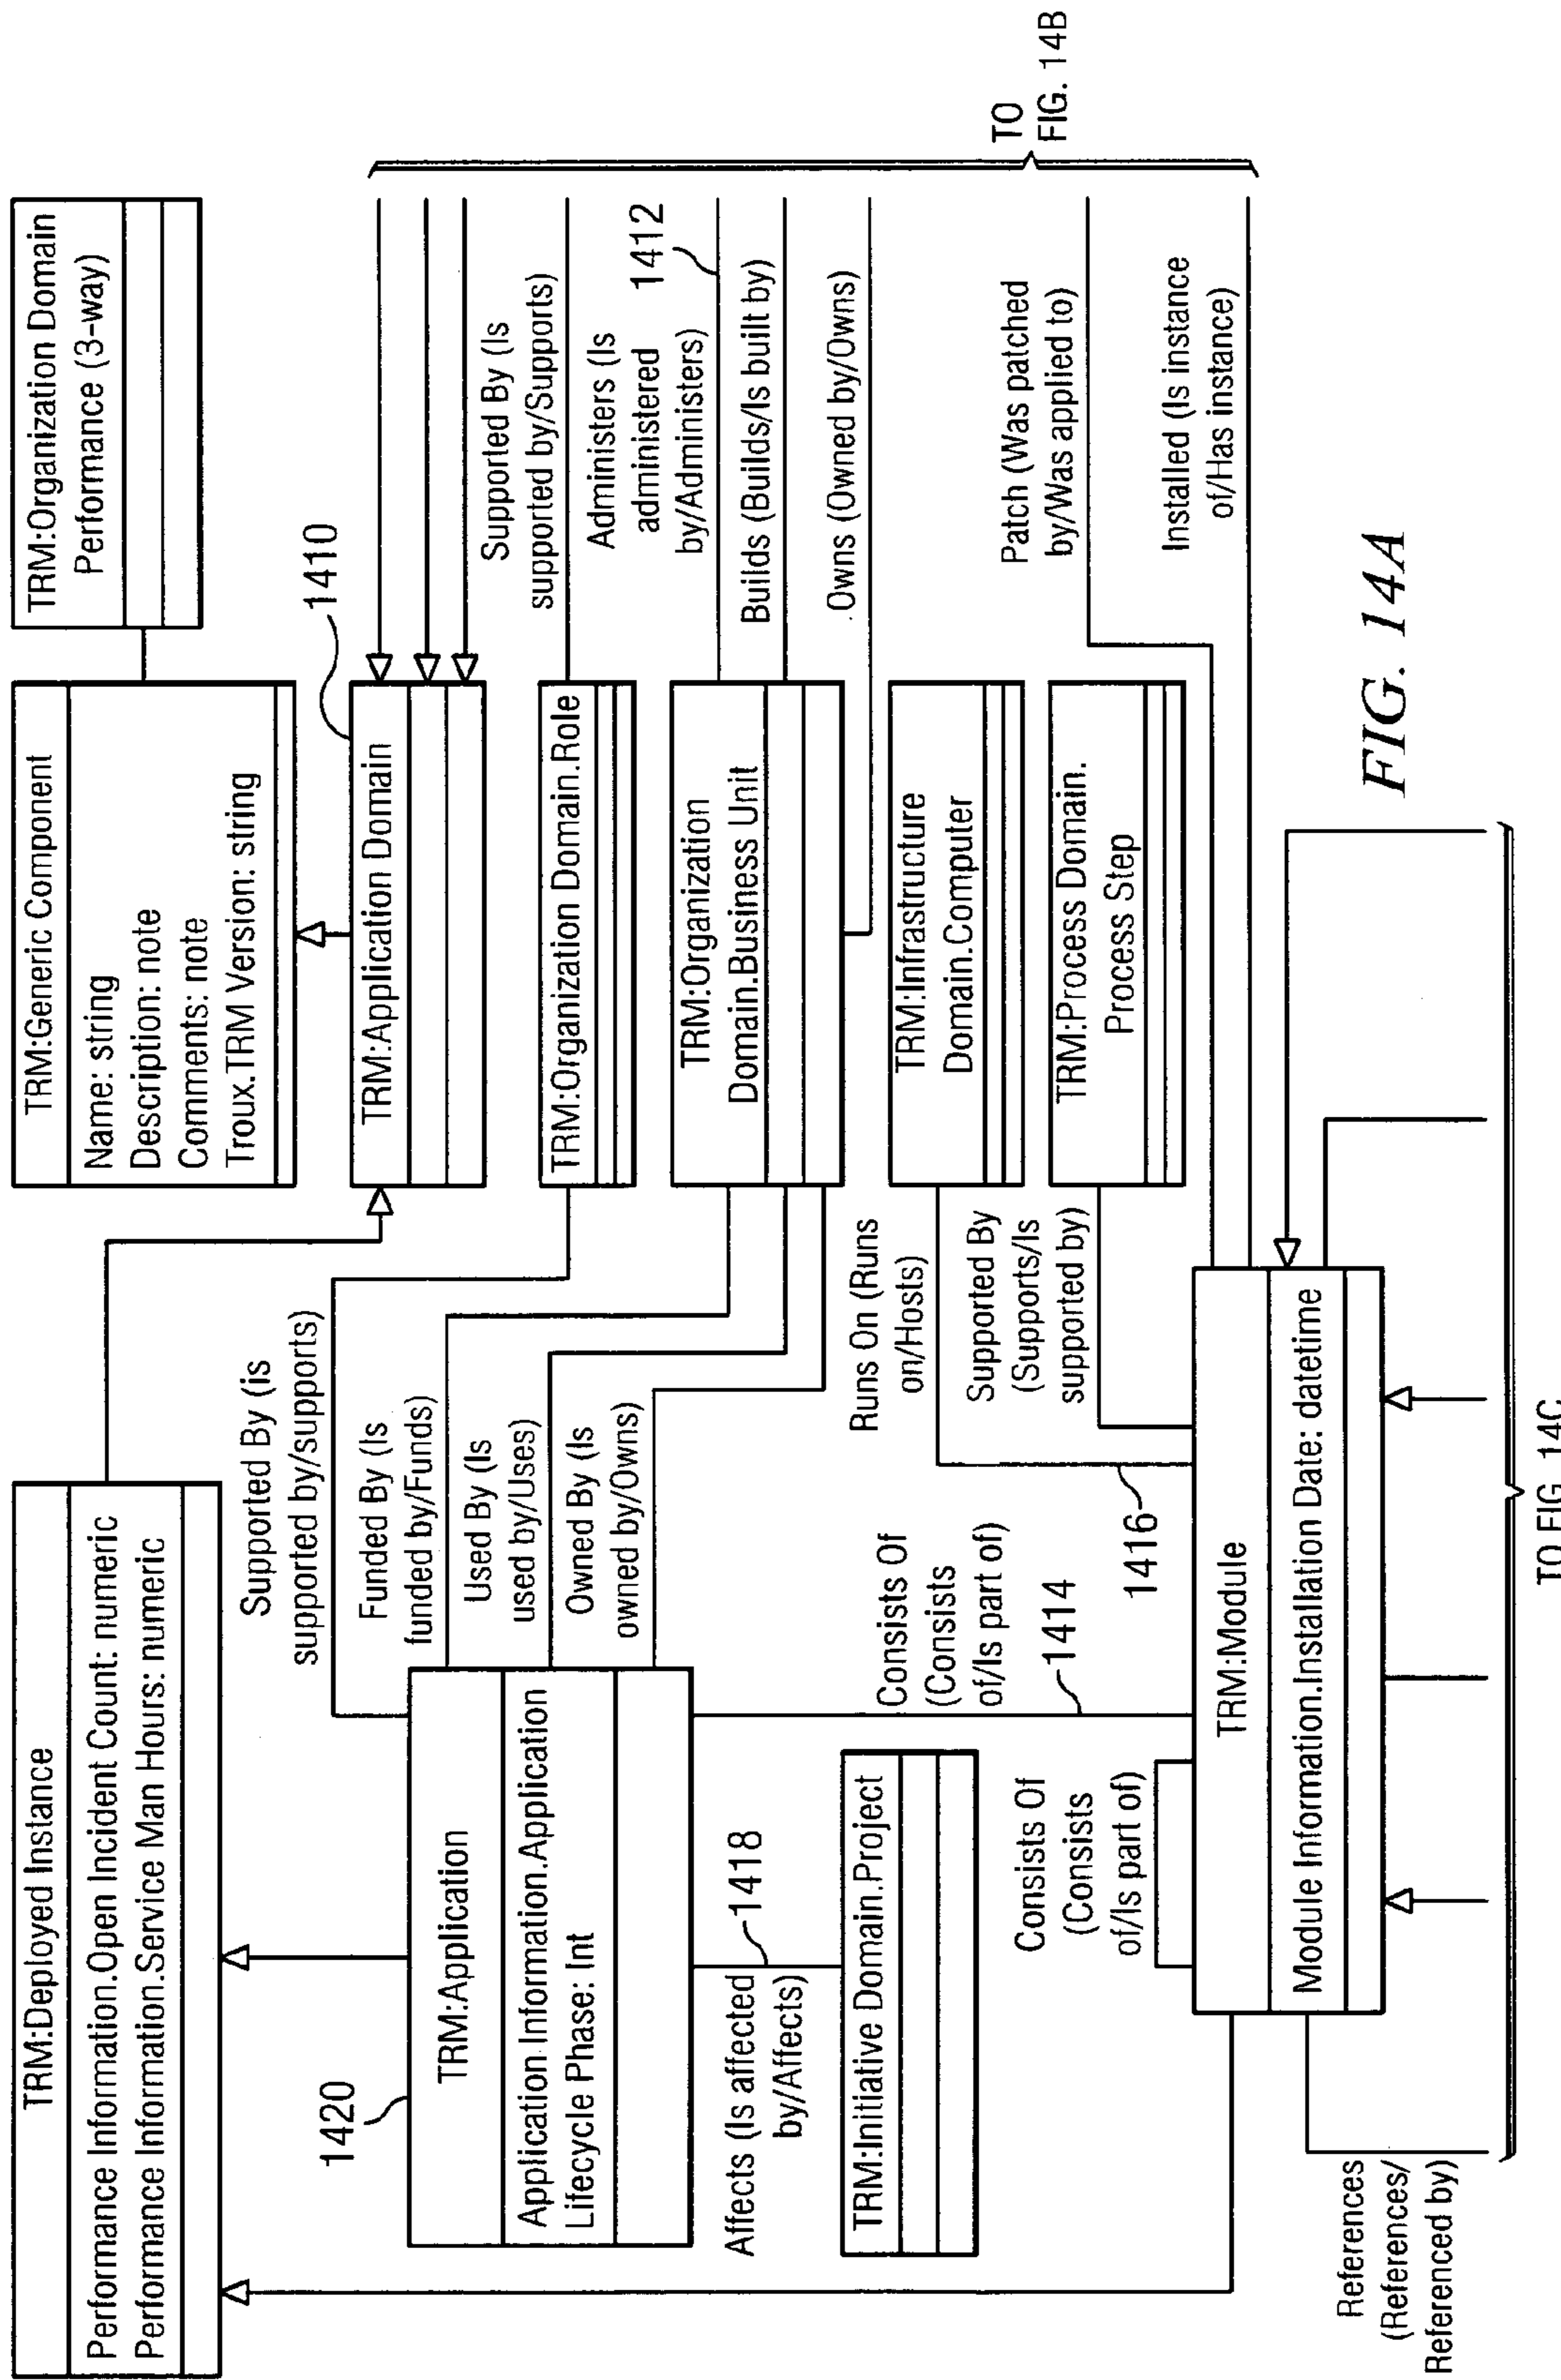 TRM:Deployed Instance
Performance Information.Open Incident Count: numeric
Performance Information.Service Man Hours: numeric
TRM:Generic Component
Name: string
Description: note
Comments: note
Troux.TRM Version: string
TRM:Organization Domain
Performance (3-way)
1410
TRM:Application Domain
Supported By (is
supported by/supports)
TRM:Organization Domain.Role
Supported By (Is
supported by/Supports)
1420
TRM:Application
Application Information.Application
Lifecycle Phase: Int
Funded By (Is
funded by/Funds)
Used By (Is
used by/Uses)
Owned By (Is
owned by/Owns)
TRM:Organization
Domain.Business Unit
Administers (Is
administered
by/Administers)
1412
Builds (Builds/Is built by)
Owns (Owned by/Owns)
Affects (Is affected
by/Affects)
1418
TRM:Initiative Domain.Project
Consists Of
(Consists
of/Is part of)
1414
Runs On (Runs
on/Hosts)
TRM:Infrastructure
Domain.Computer
Supported By
(Supports/Is
supported by)
1416
TRM:Process Domain.
Process Step
TO
FIG. 14B
Patch (Was patched
by/Was applied to)
Installed (Is instance
of/Has instance)
Consists Of
(Consists
of/Is part of)
TRM:Module
Module Information.Installation Date: datetime
References
(References/
Referenced by)
TO FIG. 14C
FIG. 14A